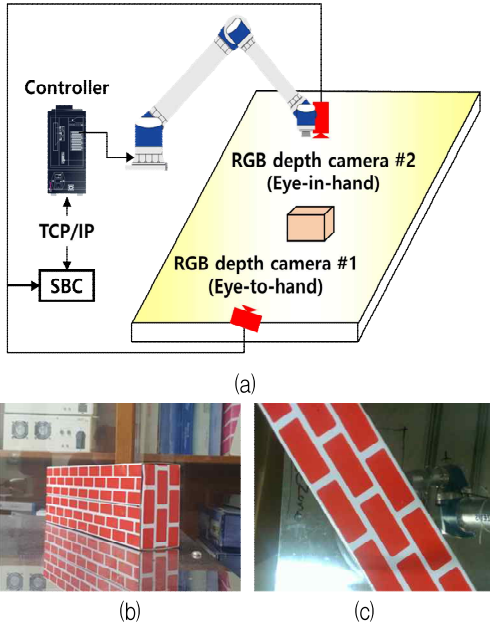 Controller
RGB depth camera #2
(Eye-in-hand)
TCP/IP
RGB depth camera #1
(Eye-to-hand)
SBC
(a)
(b)
(c)